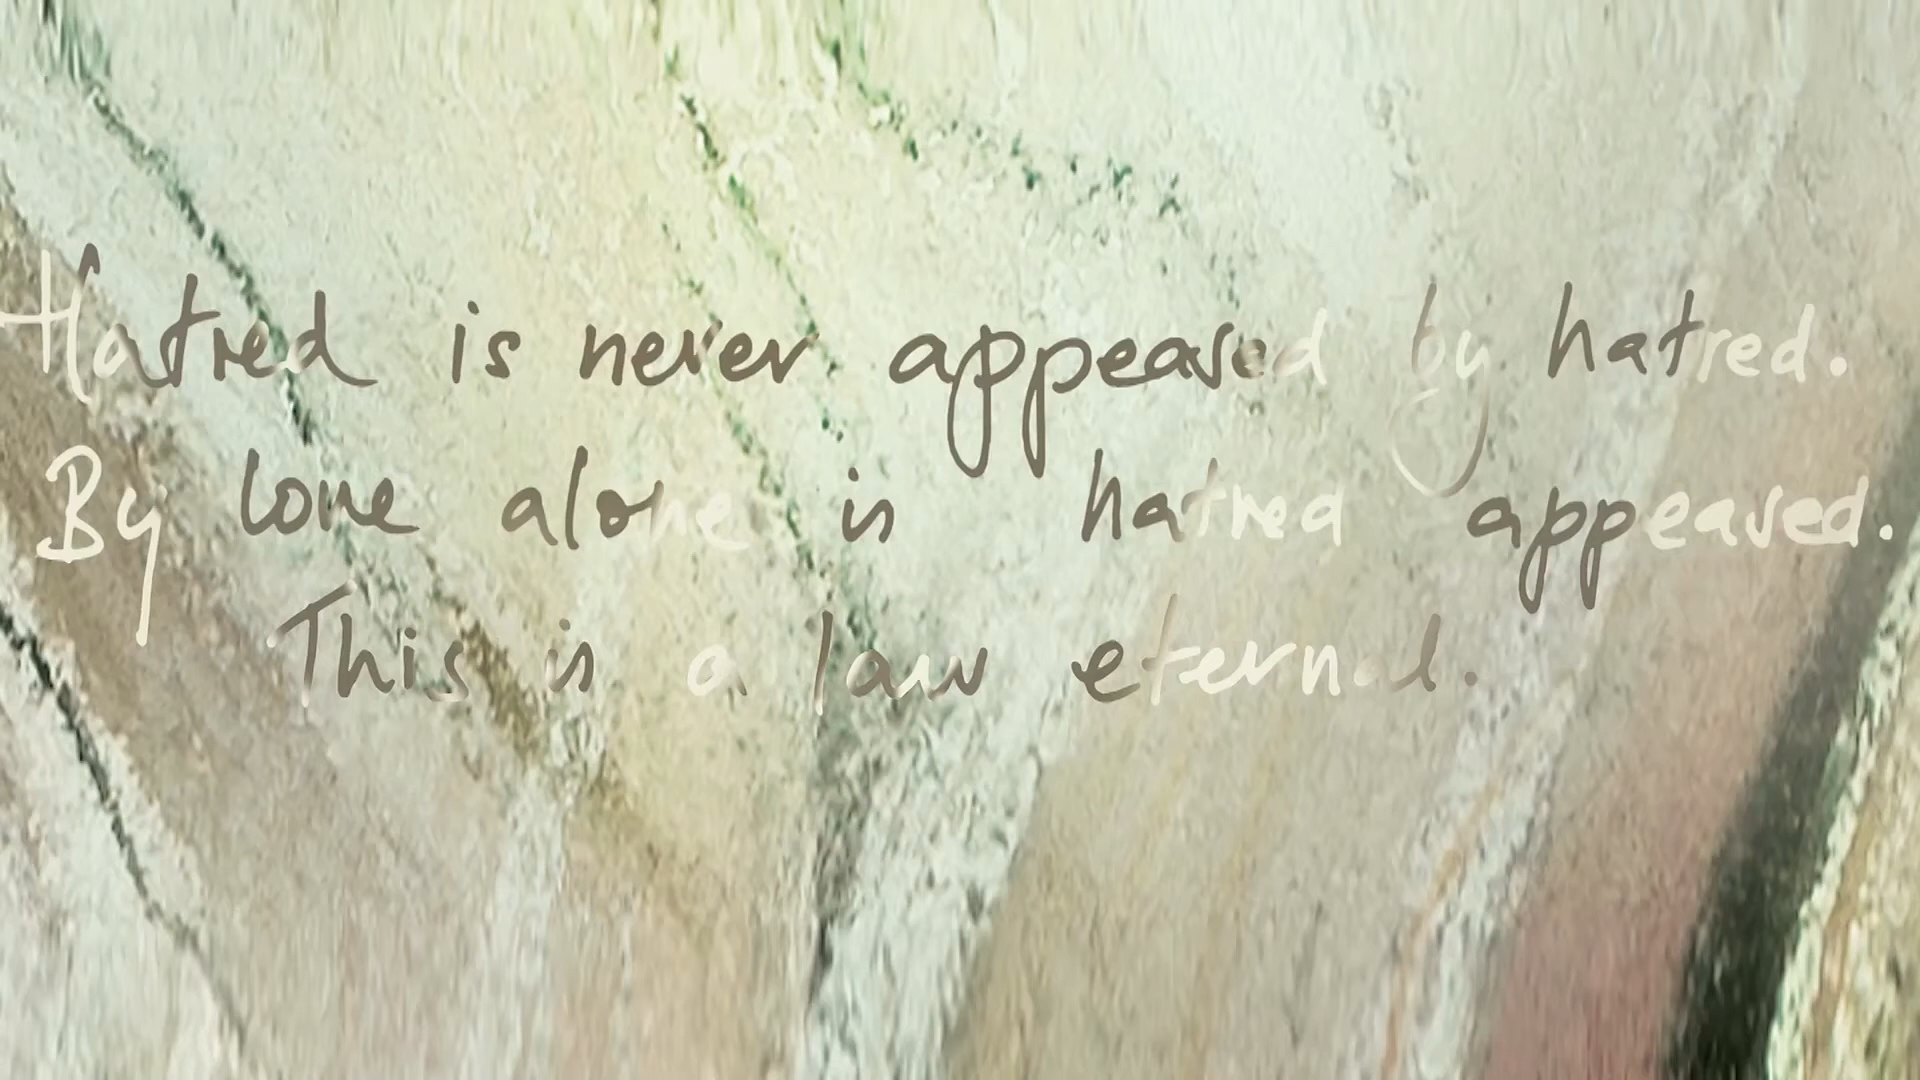 Hatred is never appeased by hatred.
By love alone is hatred appeased.
This is a law eternal.